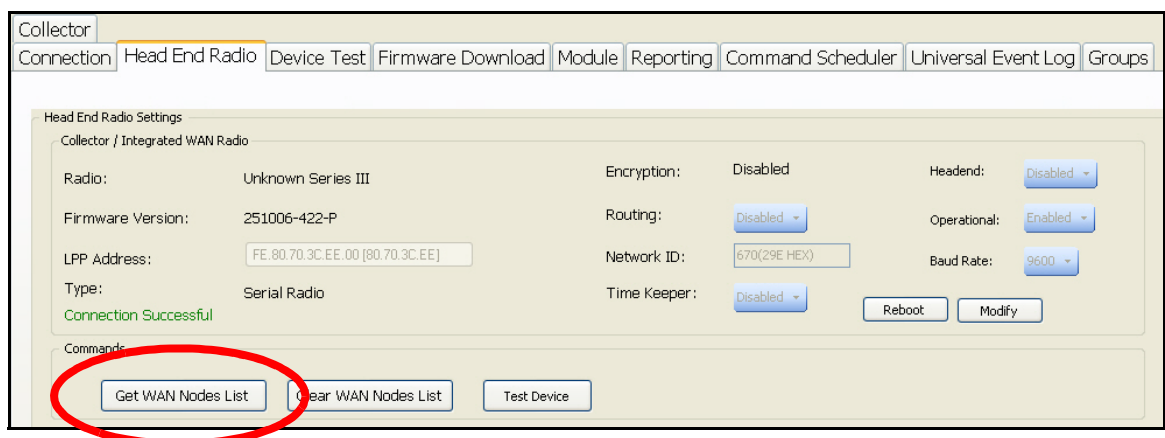 Collector
Connection Head End Radio Device Test Firmware Download Module Reporting Command Scheduler Universal Event Log Groups
Head End Radio Settings
Collector / Integrated WAN Radio
Radio: Unknown Series III Encryption: Disabled Headend: Disabled
Firmware Version: 251006-422-P Routing: Disabled Operational: Enabled
LPP Address: FE.80.70.3C.EE.00 [80.70.3C.EE] Network ID: 670(29E HEX) Baud Rate: 9600
Type: Serial Radio Time Keeper: Disabled Reboot Modify
Connection Successful
Commands
Get WAN Nodes List Clear WAN Nodes List Test Device